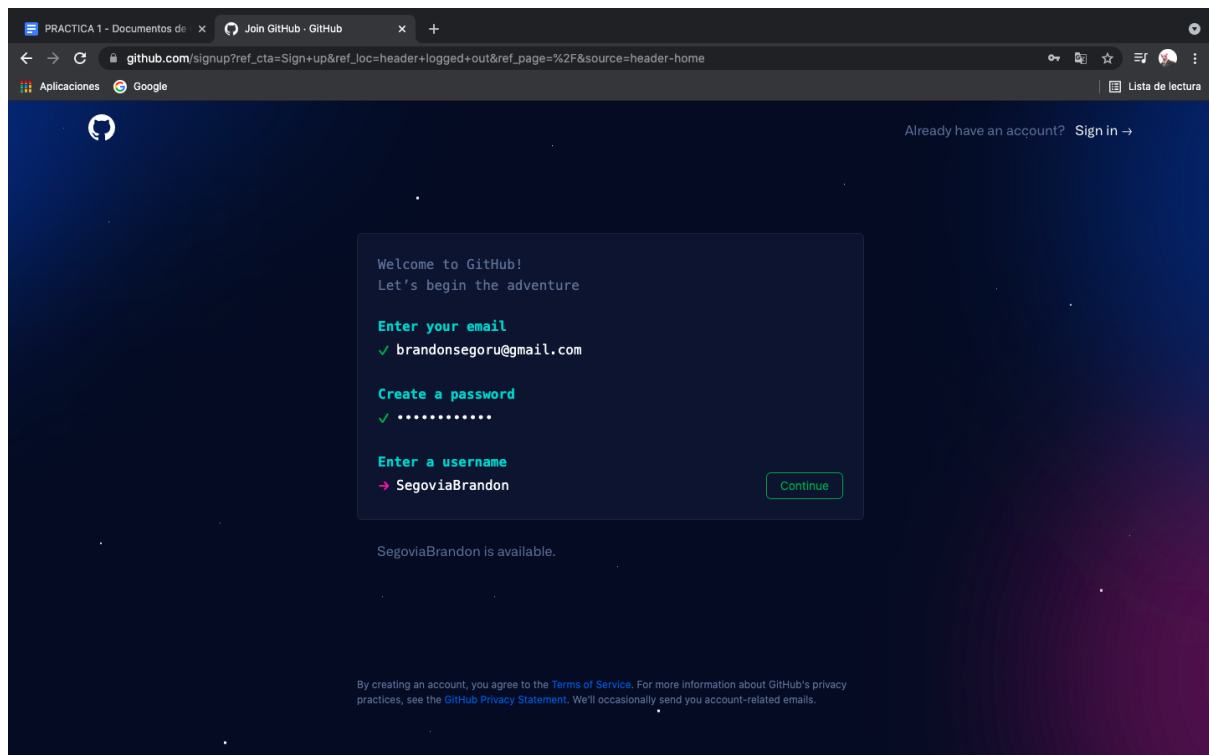 PRACTICA 1 - Documentos de
Join GitHub · GitHub
github.com/signup?ref_cta=Sign+up&ref_loc=header+logged+out&ref_page=%2F&source=header-home
Aplicaciones
Google
Lista de lectura
Already have an account? Sign in →
Welcome to GitHub!
Let's begin the adventure
Enter your email
✓ brandonsegoru@gmail.com
Create a password
✓ ••••••••••••
Enter a username
→ SegoviaBrandon
Continue
SegoviaBrandon is available.
By creating an account, you agree to the Terms of Service. For more information about GitHub's privacy
practices, see the GitHub Privacy Statement. We'll occasionally send you account-related emails.